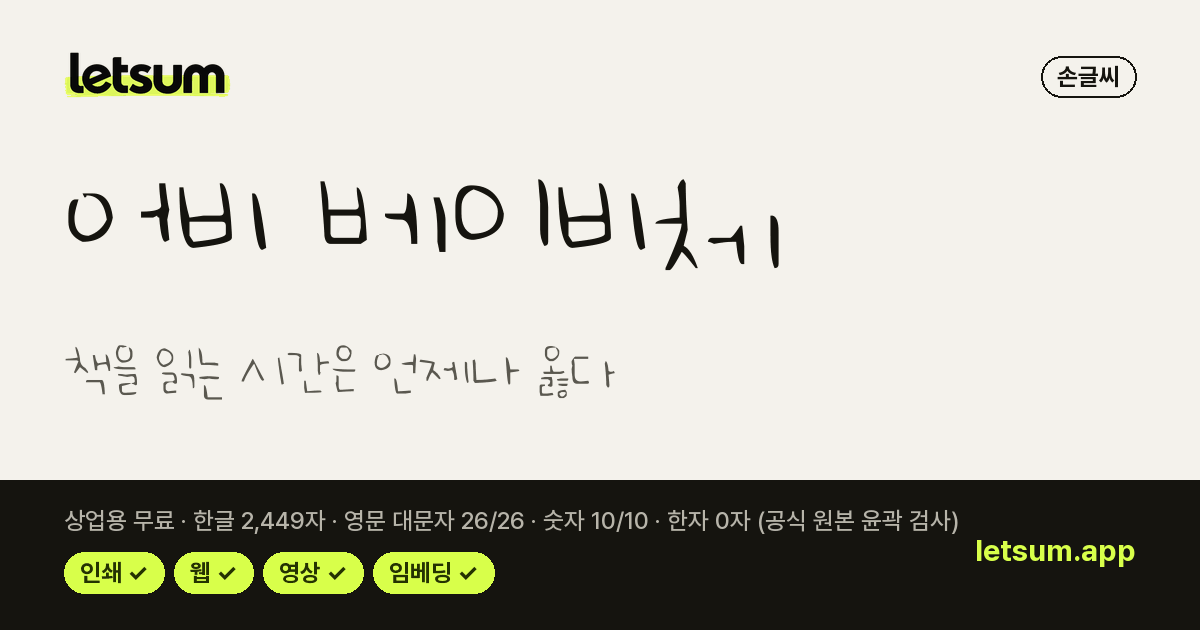 letsum
손글씨
어비 베이비체
책을 읽는 시간은 언제나 옳다
상업용 무료 · 한글 2,449자 · 영문 대문자 26/26 · 숫자 10/10 · 한자 0자 (공식 원본 윤곽 검사)
인쇄 ✓ 웹 ✓ 영상 ✓ 임베딩 ✓
letsum.app